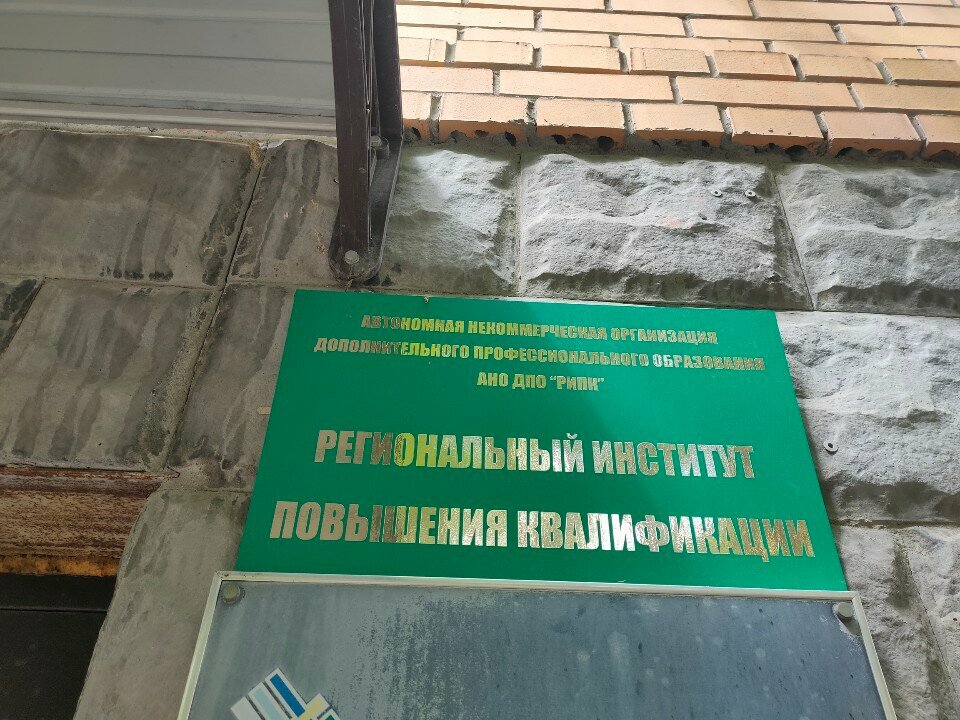 АВТОНОМНАЯ НЕКОММЕРЧЕСКАЯ ОРГАНИЗАЦИЯ
ДОПОЛНИТЕЛЬНОГО ПРОФЕССИОНАЛЬНОГО ОБРАЗОВАНИЯ
АНО ДПО "РИПК"
РЕГИОНАЛЬНЫЙ ИНСТИТУТ
ПОВЫШЕНИЯ КВАЛИФИКАЦИИ